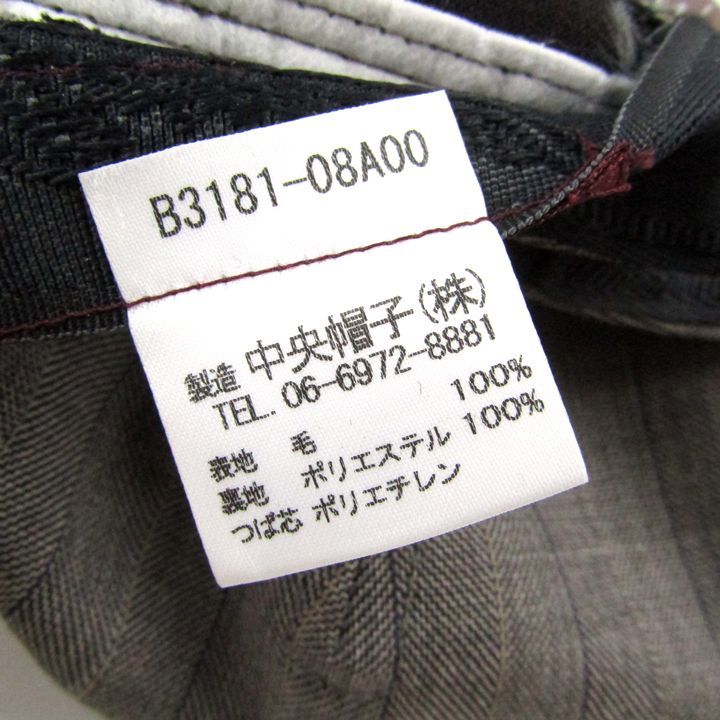 B3181-08A00
製造 中央帽子(株)
TEL. 06-6972-8881
表地 毛 100%
裏地 ポリエステル 100%
つば芯 ポリエチレン